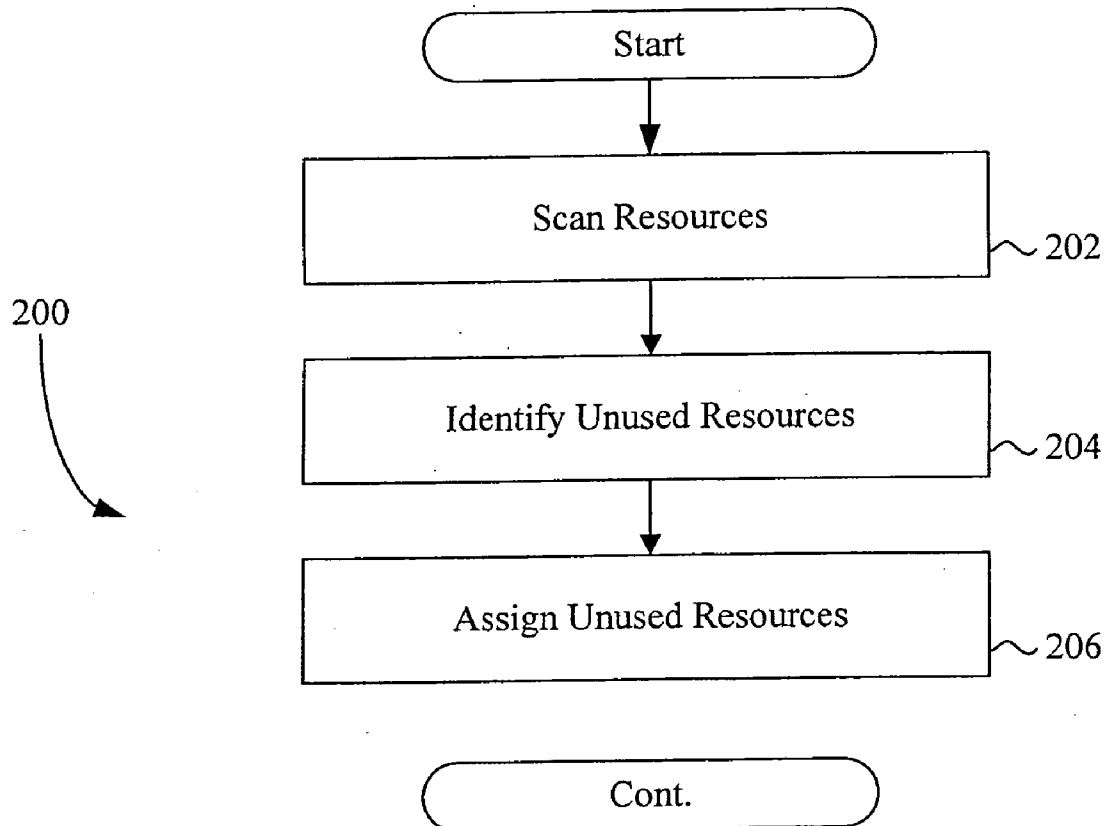 Start
Scan Resources
202
200
Identify Unused Resources
204
Assign Unused Resources
206
Cont.